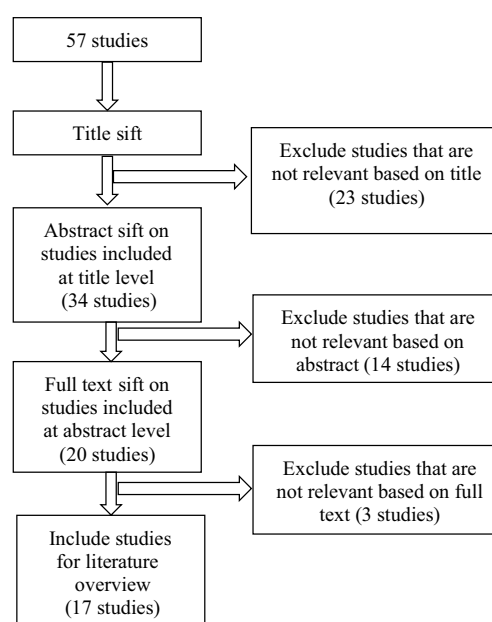 57 studies
Title sift
Exclude studies that are
not relevant based on title
(23 studies)
Abstract sift on
studies included
at title level
(34 studies)
Exclude studies that are
not relevant based on
abstract (14 studies)
Full text sift on
studies included
at abstract level
(20 studies)
Exclude studies that are
not relevant based on full
text (3 studies)
Include studies
for literature
overview
(17 studies)